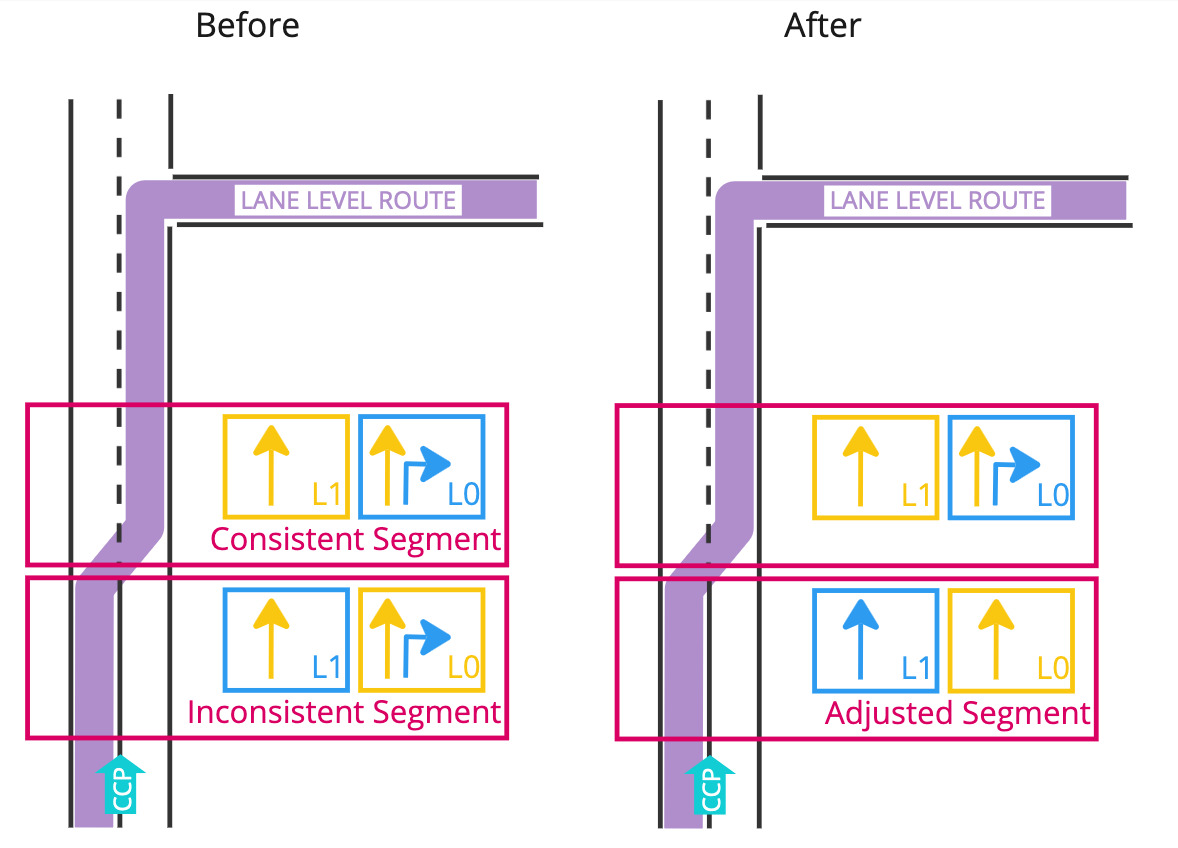 Before
After
LANE LEVEL ROUTE
LANE LEVEL ROUTE
L1
L0
Consistent Segment
L1
L0
L1
L0
Inconsistent Segment
L1
L0
Adjusted Segment
CCP
CCP